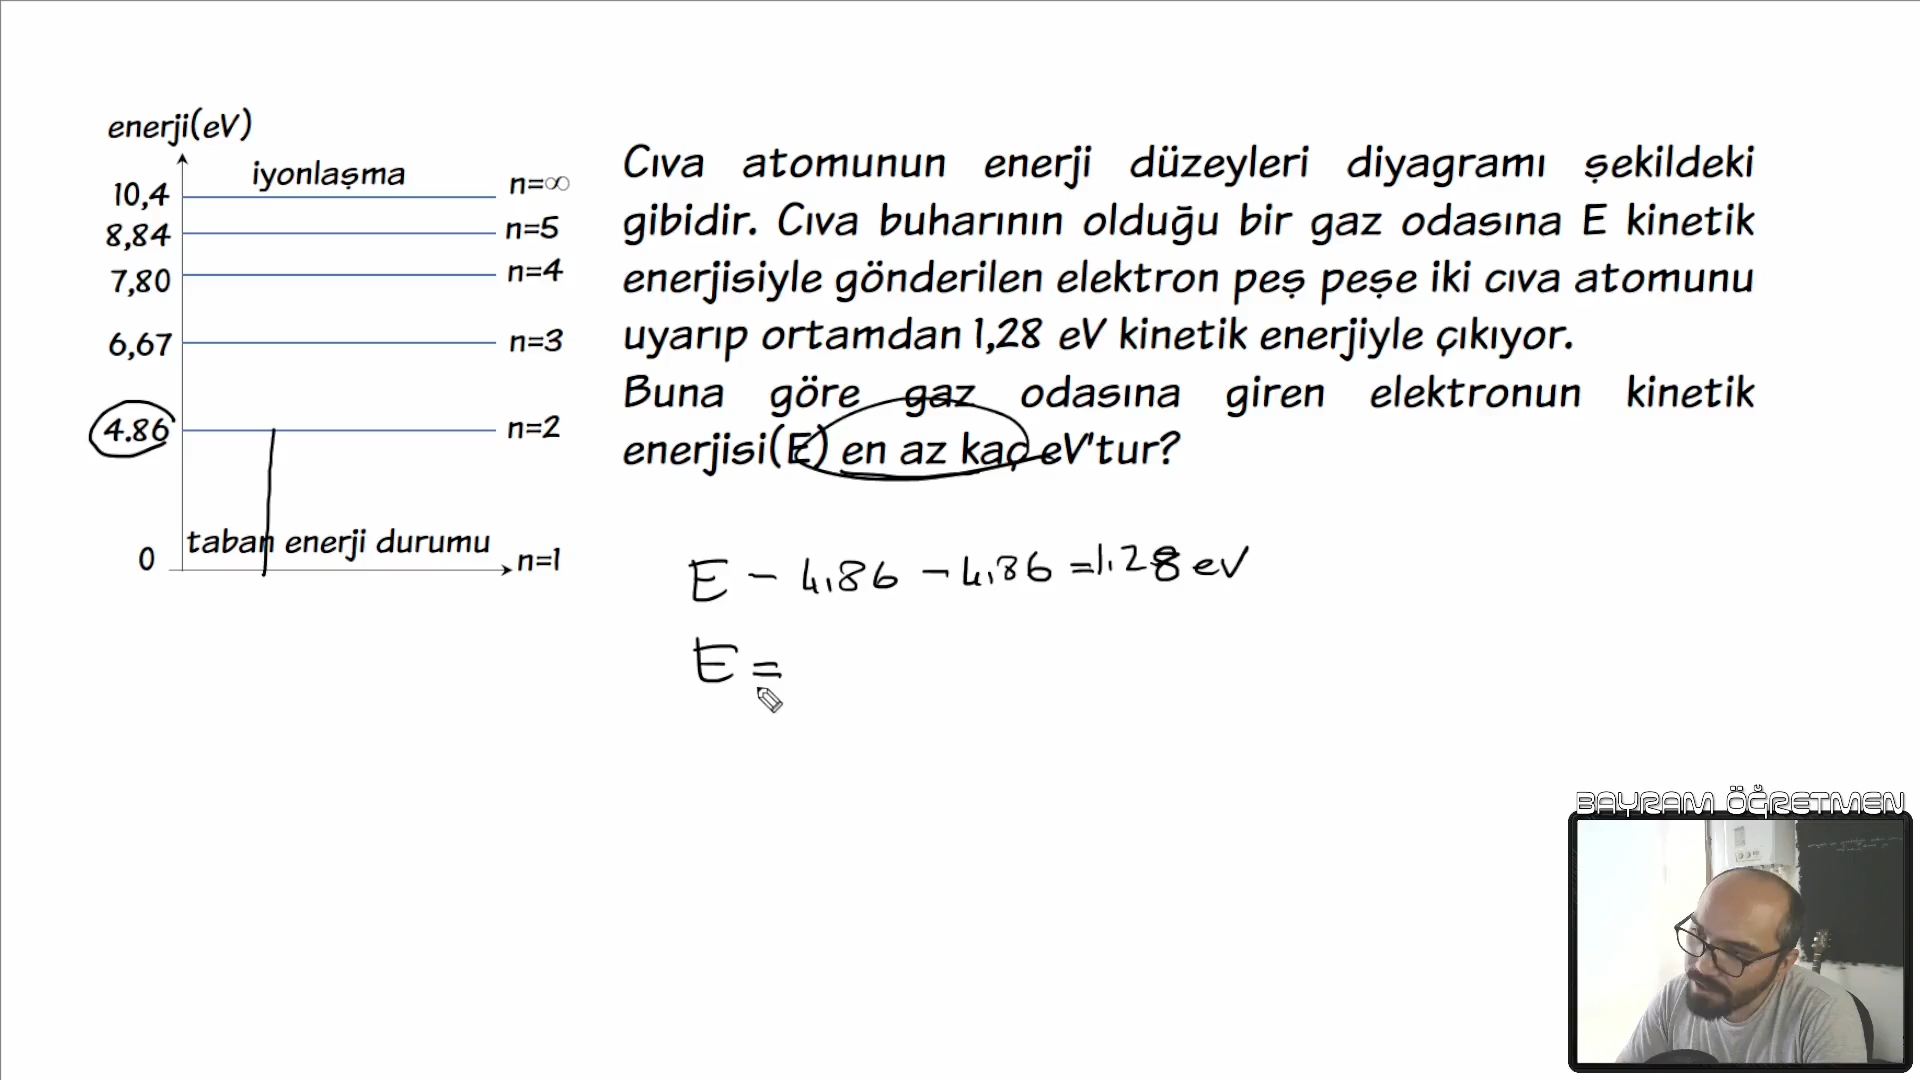 enerji(eV)
iyonlaşma
10,4
n=∞
8,84
n=5
7,80
n=4
6,67
n=3
4.86
n=2
taban enerji durumu
0
n=1
Cıva atomunun enerji düzeyleri diyagramı şekildeki
gibidir. Cıva buharının olduğu bir gaz odasına E kinetik
enerjisiyle gönderilen elektron peş peşe iki cıva atomunu
uyarıp ortamdan 1,28 eV kinetik enerjiyle çıkıyor.
Buna göre gaz odasına giren elektronun kinetik
enerjisi(E) en az kaç eV'tur?
E - 4,86 - 4,86 = 1.28 eV
E =
BAYRAM ÖĞRETMEN